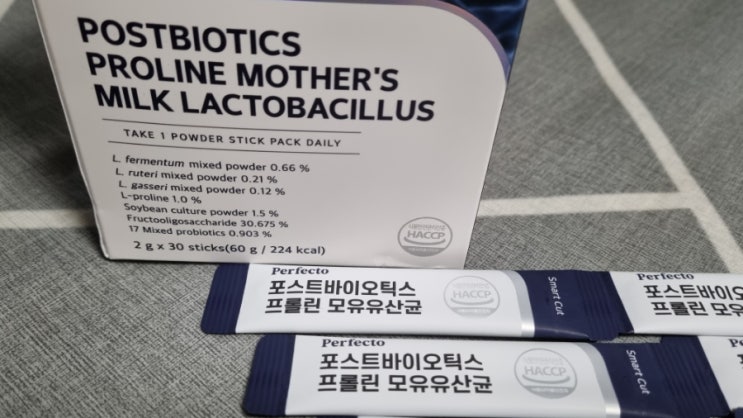 POSTBIOTICS
PROLINE MOTHER'S
MILK LACTOBACILLUS
TAKE 1 POWDER STICK PACK DAILY
L. fermentum mixed powder 0.66 %
L. ruteri mixed powder 0.21 %
L. gasseri mixed powder 0.12 %
L-proline 1.0 %
Soybean culture powder 1.5 %
Fructooligosaccharide 30.675 %
17 Mixed probiotics 0.903 %
2 g x 30 sticks(60 g / 224 kcal)
HACCP
Perfecto
포스트바이오틱스
프롤린 모유유산균
HACCP
Smart Cut
Perfecto
포스트바이오
프롤린 모유
Perfecto
포스트바이오틱스
프롤린 모유유산균
HACCP
Smart Cut